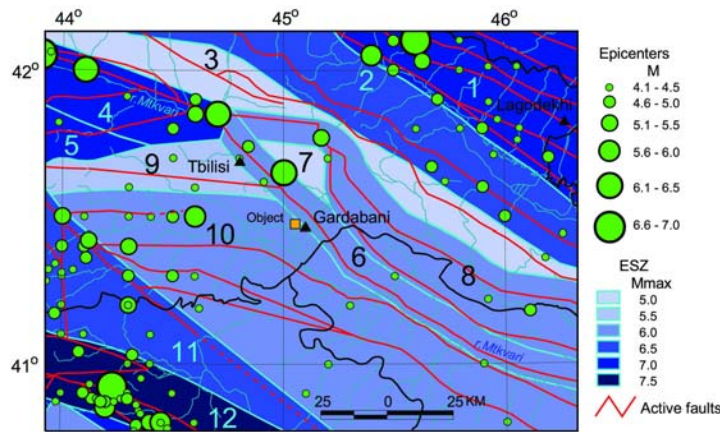 44°
45°
46°
42°
41°
3
2
1
r. Mtkvari
4
Lagodekhi
5
9
7
Tbilisi
Object
Gardabani
10
6
8
r. Mtkvari
11
12
25 0 25 KM
Epicenters
M
4.1 - 4.5
4.6 - 5.0
5.1 - 5.5
5.6 - 6.0
6.1 - 6.5
6.6 - 7.0
ESZ
Mmax
5.0
5.5
6.0
6.5
7.0
7.5
Active faults